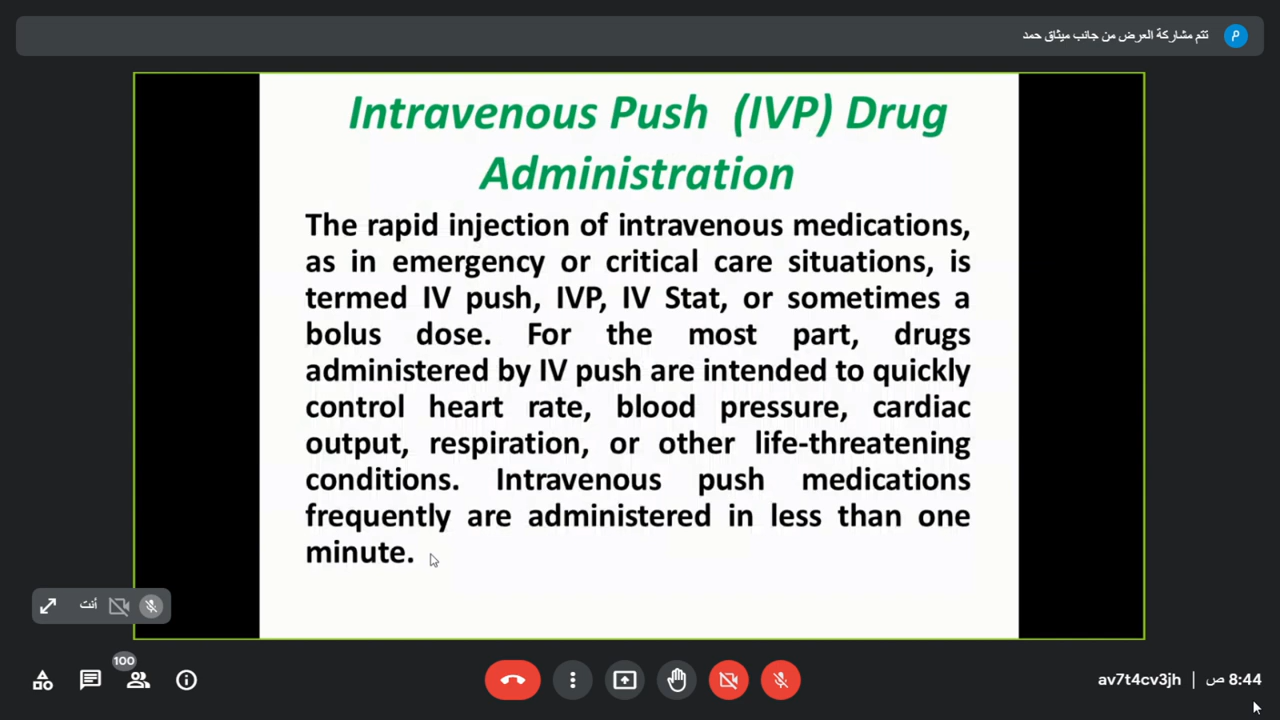 تتم مشاركة العرض من جانب ميثاق حمد
م
Intravenous Push (IVP) Drug
Administration
The rapid injection of intravenous medications,
as in emergency or critical care situations, is
termed IV push, IVP, IV Stat, or sometimes a
bolus dose. For the most part, drugs
administered by IV push are intended to quickly
control heart rate, blood pressure, cardiac
output, respiration, or other life-threatening
conditions. Intravenous push medications
frequently are administered in less than one
minute.
أنت
100
av7t4cv3jh | 8:44 ص